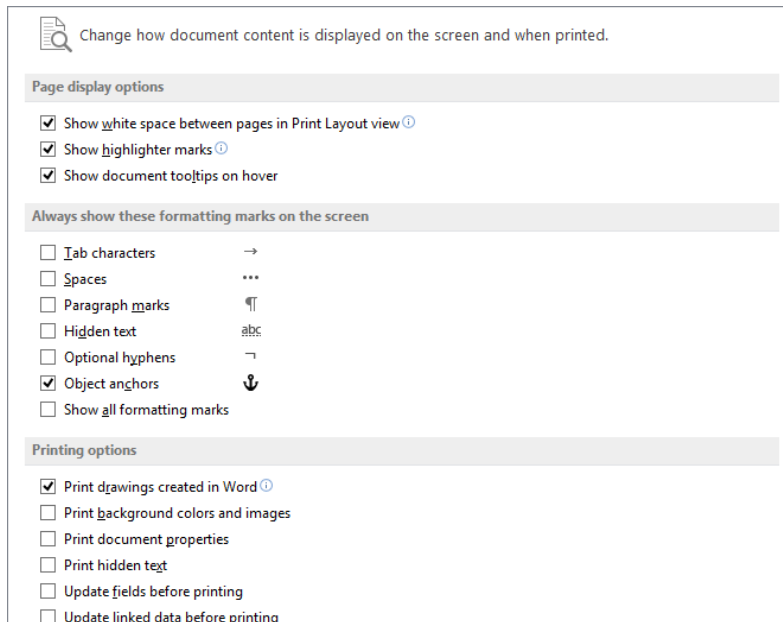 Change how document content is displayed on the screen and when printed.
Page display options
Show white space between pages in Print Layout view
Show highlighter marks
Show document tooltips on hover
Always show these formatting marks on the screen
Tab characters →
Spaces •••
Paragraph marks ¶
Hidden text abc
Optional hyphens ¬
Object anchors
Show all formatting marks
Printing options
Print drawings created in Word
Print background colors and images
Print document properties
Print hidden text
Update fields before printing
Update linked data before printing